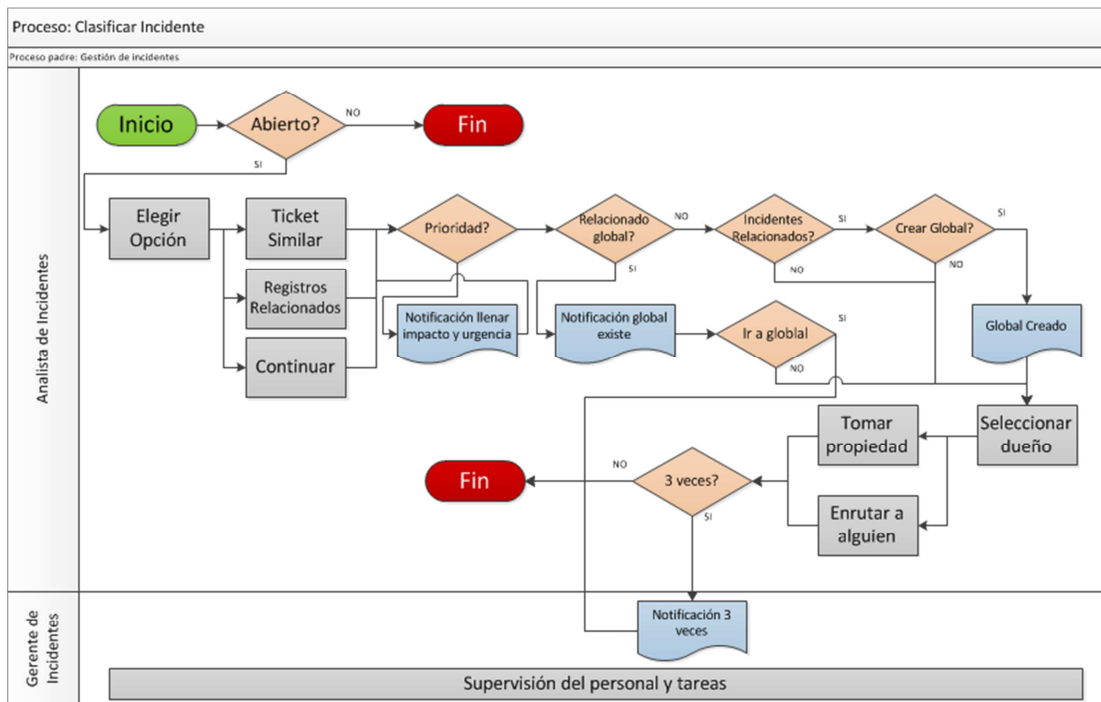 Proceso: Clasificar Incidente
Proceso padre: Gestión de incidentes
Analista de Incidentes
Inicio
Abierto?
NO
Fin
SI
Elegir
Opción
Ticket
Similar
Registros
Relacionados
Continuar
Prioridad?
Notificación llenar
impacto y urgencia
Relacionado
global?
NO
SI
Notificación global
existe
Incidentes
Relacionados?
SI
NO
Crear Global?
SI
NO
Global Creado
Ir a globlal
SI
NO
Seleccionar
dueño
Tomar
propiedad
Enrutar a
alguien
3 veces?
NO
SI
Fin
Gerente de
Incidentes
Notificación 3
veces
Supervisión del personal y tareas